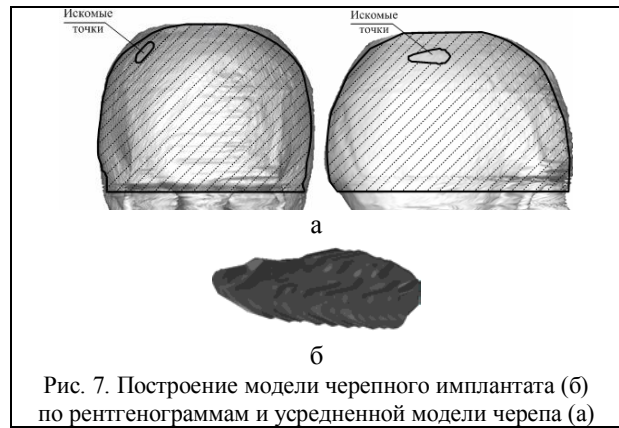 Искомые
точки
Искомые
точки
а
б
Рис. 7. Построение модели черепного имплантата (б)
по рентгенограммам и усредненной модели черепа (а)